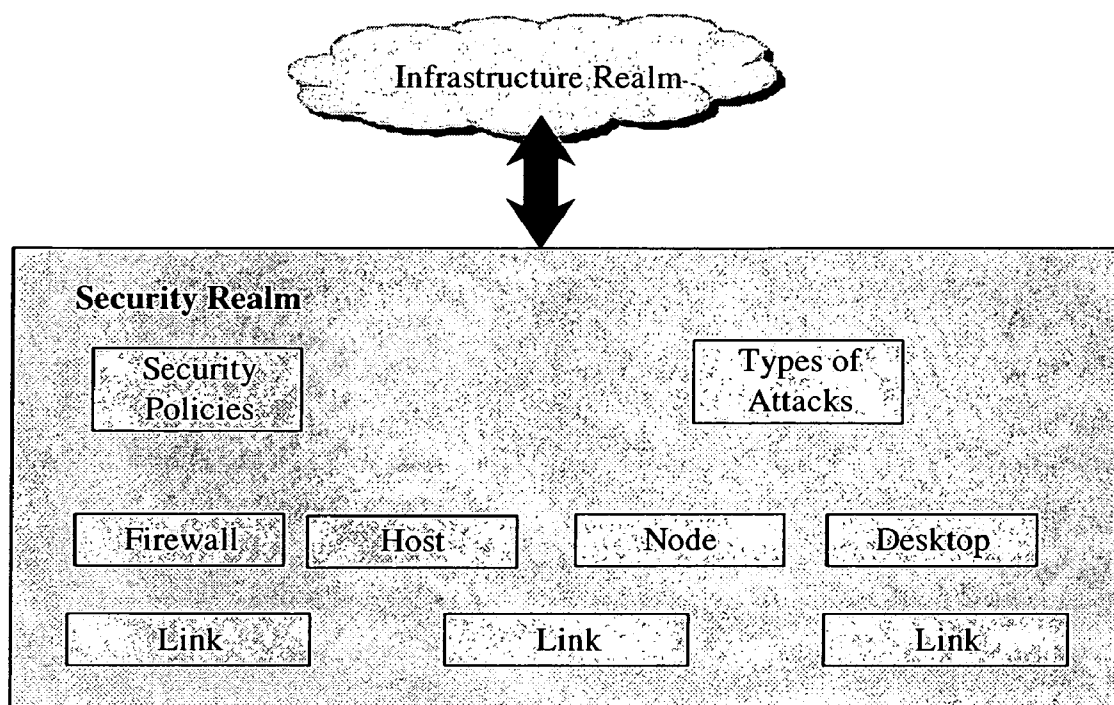 Infrastructure Realm
Security Realm
Security
Policies
Types of
Attacks
Firewall
Host
Node
Desktop
Link
Link
Link